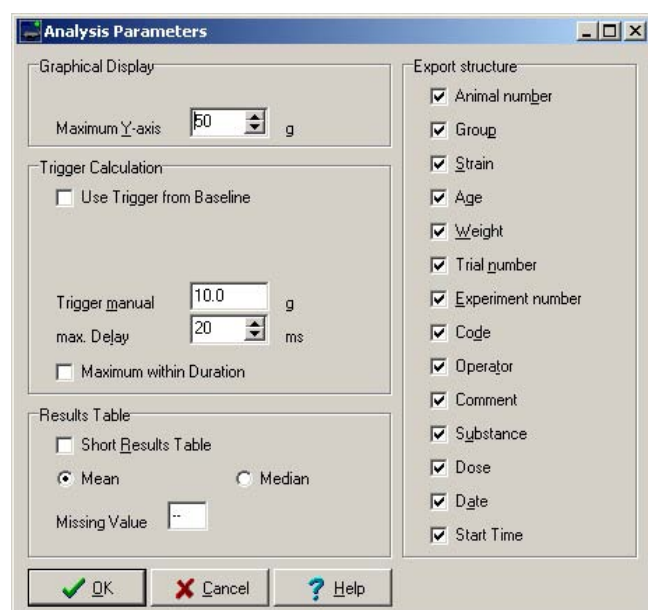 Analysis Parameters
Graphical Display
Maximum Y-axis 50 g
Trigger Calculation
Use Trigger from Baseline
Trigger manual 10.0 g
max. Delay 20 ms
Maximum within Duration
Results Table
Short Results Table
Mean Median
Missing Value --
Export structure
Animal number
Group
Strain
Age
Weight
Trial number
Experiment number
Code
Operator
Comment
Substance
Dose
Date
Start Time
OK Cancel ? Help